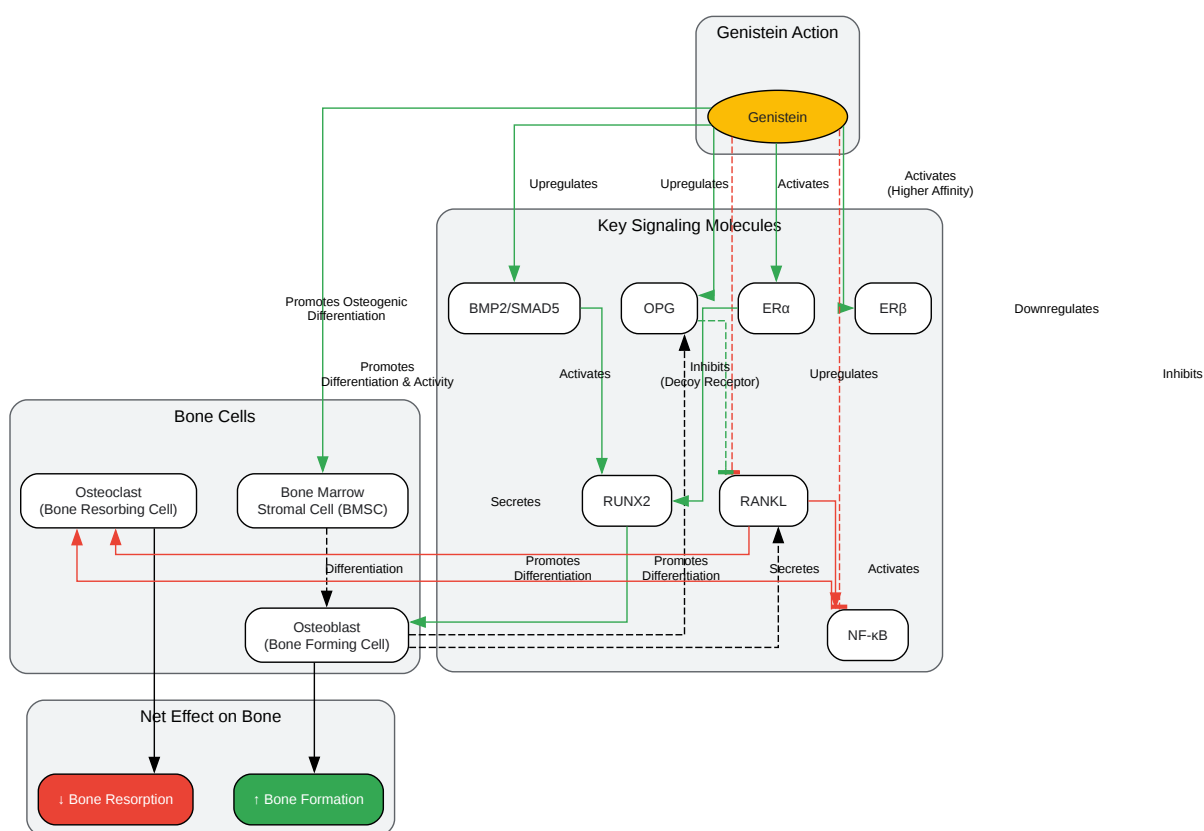 Genistein Action
Genistein
Upregulates
Upregulates
Activates
Activates
(Higher Affinity)
Key Signaling Molecules
BMP2/SMAD5
OPG
ERα
ERβ
Promotes Osteogenic
Differentiation
Downregulates
Promotes
Differentiation & Activity
Activates
Inhibits
(Decoy Receptor)
Upregulates
Inhibits
Bone Cells
Osteoclast
(Bone Resorbing Cell)
Bone Marrow
Stromal Cell (BMSC)
Secretes
RUNX2
RANKL
Differentiation
Promotes
Differentiation
Promotes
Differentiation
Secretes
Activates
Osteoblast
(Bone Forming Cell)
NF-κB
Net Effect on Bone
↓ Bone Resorption
↑ Bone Formation